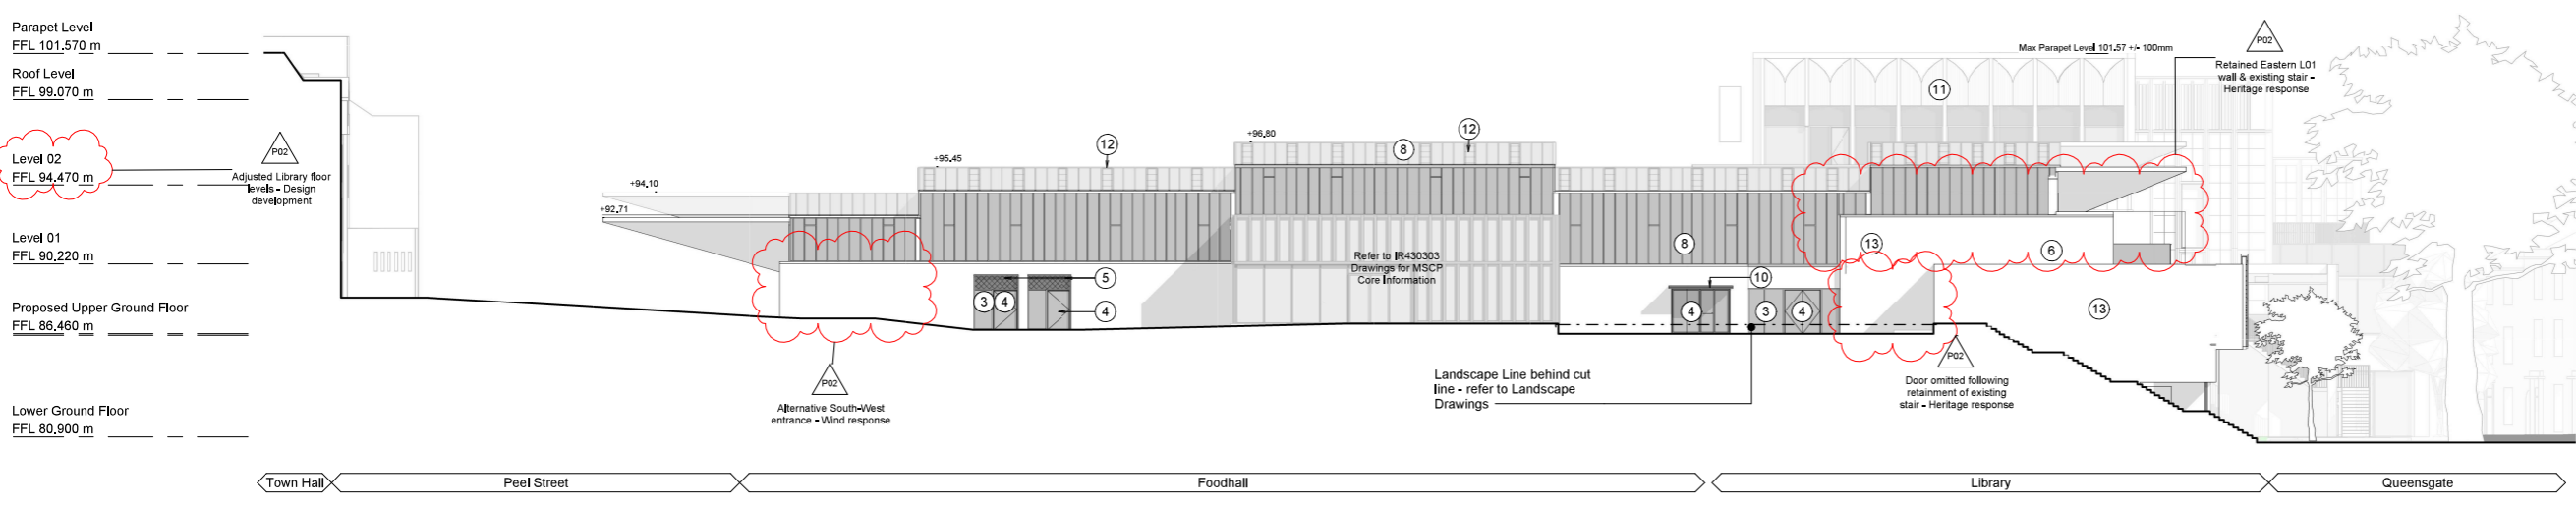 Parapet Level
FFL 101.570 m
Roof Level
FFL 99.070 m
Level 02
FFL 94.470 m
Level 01
FFL 90.220 m
Proposed Upper Ground Floor
FFL 86.460 m
Lower Ground Floor
FFL 80.900 m
P02
Adjusted Library floor
levels - Design
development
+94.10
+92.71
+95.45
12
+96.80
8
12
Max Parapet Level 101.57 +/- 100mm
11
P02
Retained Eastern L01
wall & existing stair -
Heritage response
Refer to IR430303
Drawings for MSCP
Core Information
8
13
6
5
3
4
4
10
4
3
4
13
P02
Alternative South-West
entrance - Wind response
Landscape Line behind cut
line - refer to Landscape
Drawings
P02
Door omitted following
retainment of existing
stair - Heritage response
Town Hall
Peel Street
Foodhall
Library
Queensgate